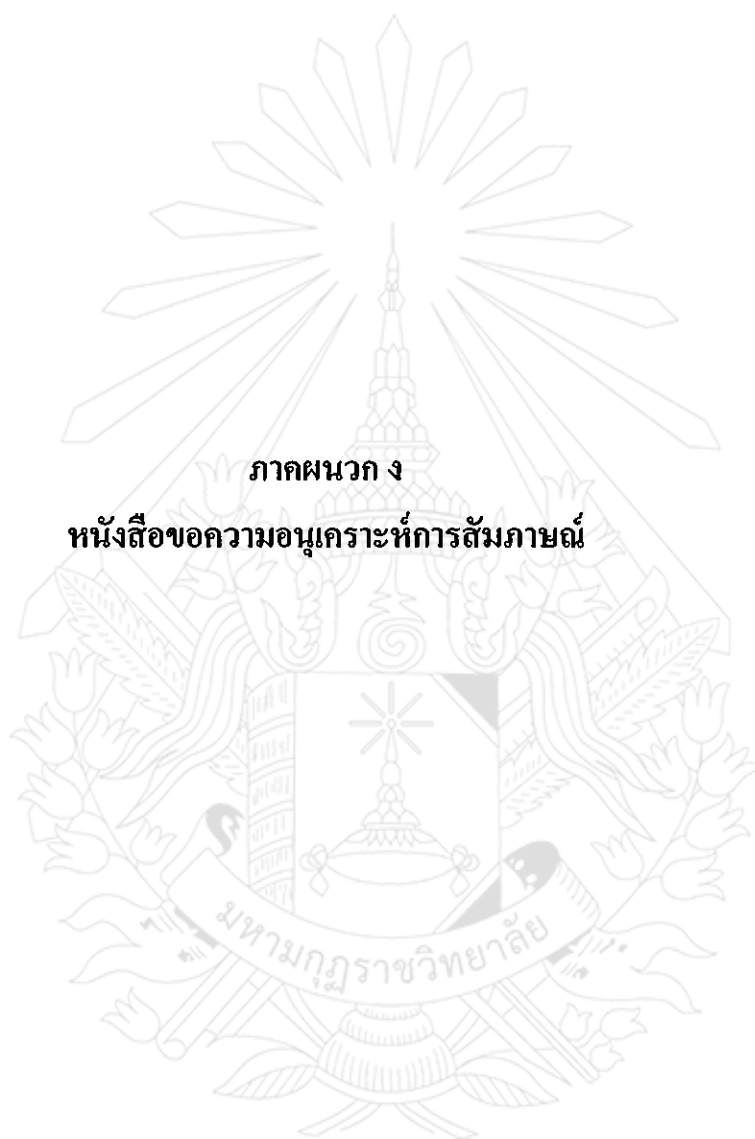 ภาคผนวก ง
หนังสือขอความอนุเคราะห์การสัมภาษณ์
มหามกุฏราชวิทยาลัย